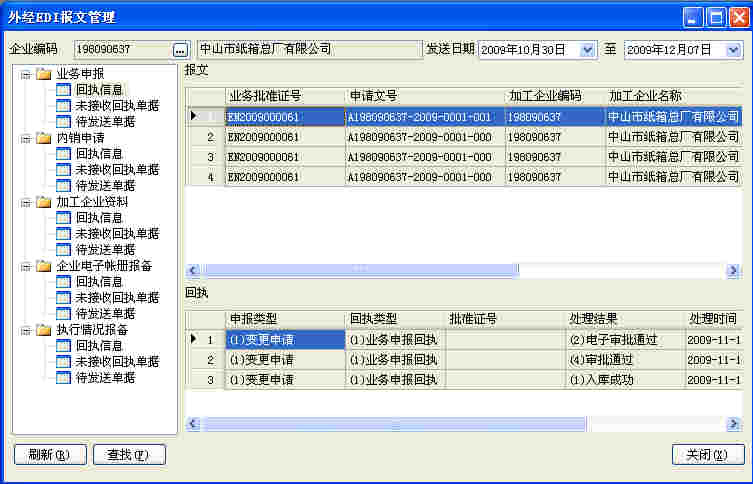 外经EDI报文管理
企业编码 198090637 ... 中山市纸箱总厂有限公司 发送日期 2009年10月30日 至 2009年12月07日
业务申报
回执信息
未接收回执单据
待发送单据
内销申请
回执信息
未接收回执单据
待发送单据
加工企业资料
回执信息
未接收回执单据
待发送单据
企业电子帐册报备
回执信息
未接收回执单据
待发送单据
执行情况报备
回执信息
未接收回执单据
待发送单据
报文
业务批准证号 申请文号 加工企业编码 加工企业名称
1 EN2009000061 A198090637-2009-0001-001 198090637 中山市纸箱总厂有限公司
2 EN2009000061 A198090637-2009-0001-000 198090637 中山市纸箱总厂有限公司
3 EN2009000061 A198090637-2009-0001-000 198090637 中山市纸箱总厂有限公司
4 EN2009000061 A198090637-2009-0001-000 198090637 中山市纸箱总厂有限公司
回执
申报类型 回执类型 批准证号 处理结果 处理时间
1 (1)变更申请 (1)业务申报回执 (2)电子审批通过 2009-11-1
2 (1)变更申请 (1)业务申报回执 (4)审批通过 2009-11-1
3 (1)变更申请 (1)业务申报回执 (1)入库成功 2009-11-1
刷新(R) 查找(F) 关闭(X)